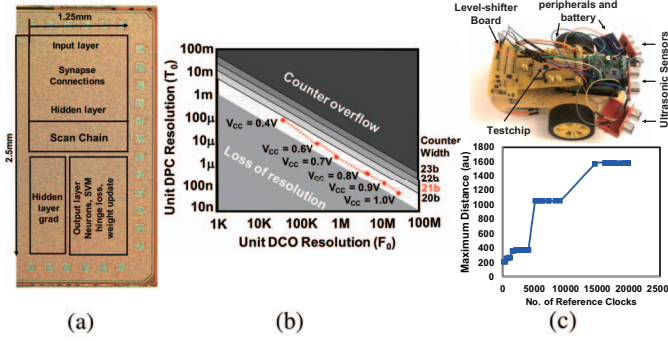 1.25mm
2.5mm
Input layer
Synapse
Connections
Hidden layer
Scan Chain
Hidden
layer
grad
Output layer
Neurons, SVM
hinge loss,
weight update
(a)
Unit DPC Resolution (T0)
100m
10m
1m
100µ
10µ
1µ
100n
10n
Counter overflow
Loss of resolution
VCC = 0.4V
VCC = 0.6V
VCC = 0.7V
VCC = 0.8V
VCC = 0.9V
VCC = 1.0V
Counter
Width
23b
22b
21b
20b
1K 10K 100K 1M 10M 100M
Unit DCO Resolution (F0)
(b)
Level-shifter
Board
peripherals and
battery
Ultrasonic Sensors
Testchip
Maximum Distance (au)
1800
1600
1400
1200
1000
800
600
400
200
0
0 5000 10000 15000 20000 2500
No. of Reference Clocks
(c)